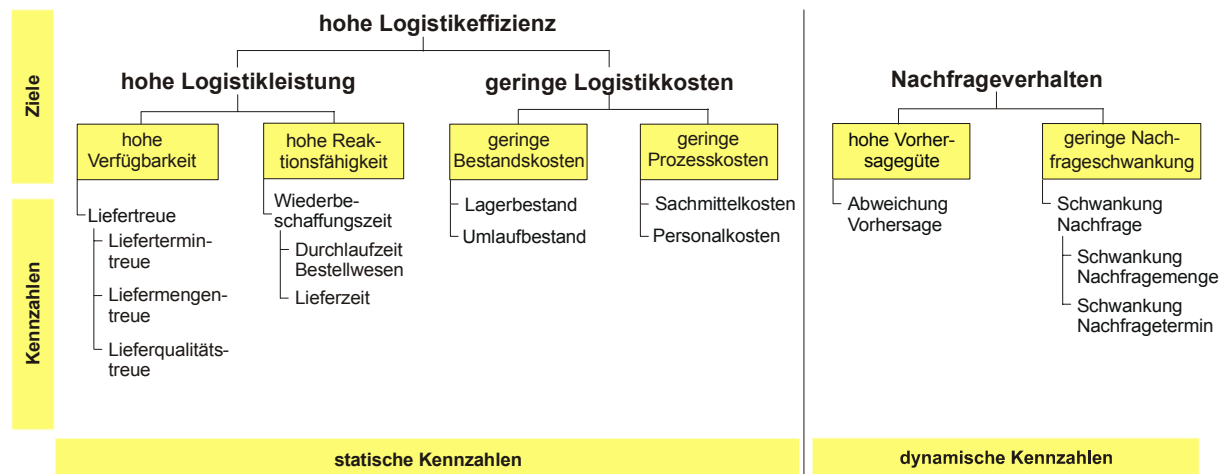 Ziele
hohe Logistikeffizienz
hohe Logistikleistung
geringe Logistikkosten
Nachfrageverhalten
hohe
Verfügbarkeit
hohe Reak-
tionsfähigkeit
geringe
Bestandskosten
geringe
Prozesskosten
hohe Vorher-
sagegüte
geringe Nach-
frageschwankung
Kennzahlen
Liefertreue
Liefertermin-
treue
Liefermengen-
treue
Lieferqualitäts-
treue
Wiederbe-
schaffungszeit
Durchlaufzeit
Bestellwesen
Lieferzeit
Lagerbestand
Umlaufbestand
Sachmittelkosten
Personalkosten
Abweichung
Vorhersage
Schwankung
Nachfrage
Schwankung
Nachfragemenge
Schwankung
Nachfragetermin
statische Kennzahlen
dynamische Kennzahlen